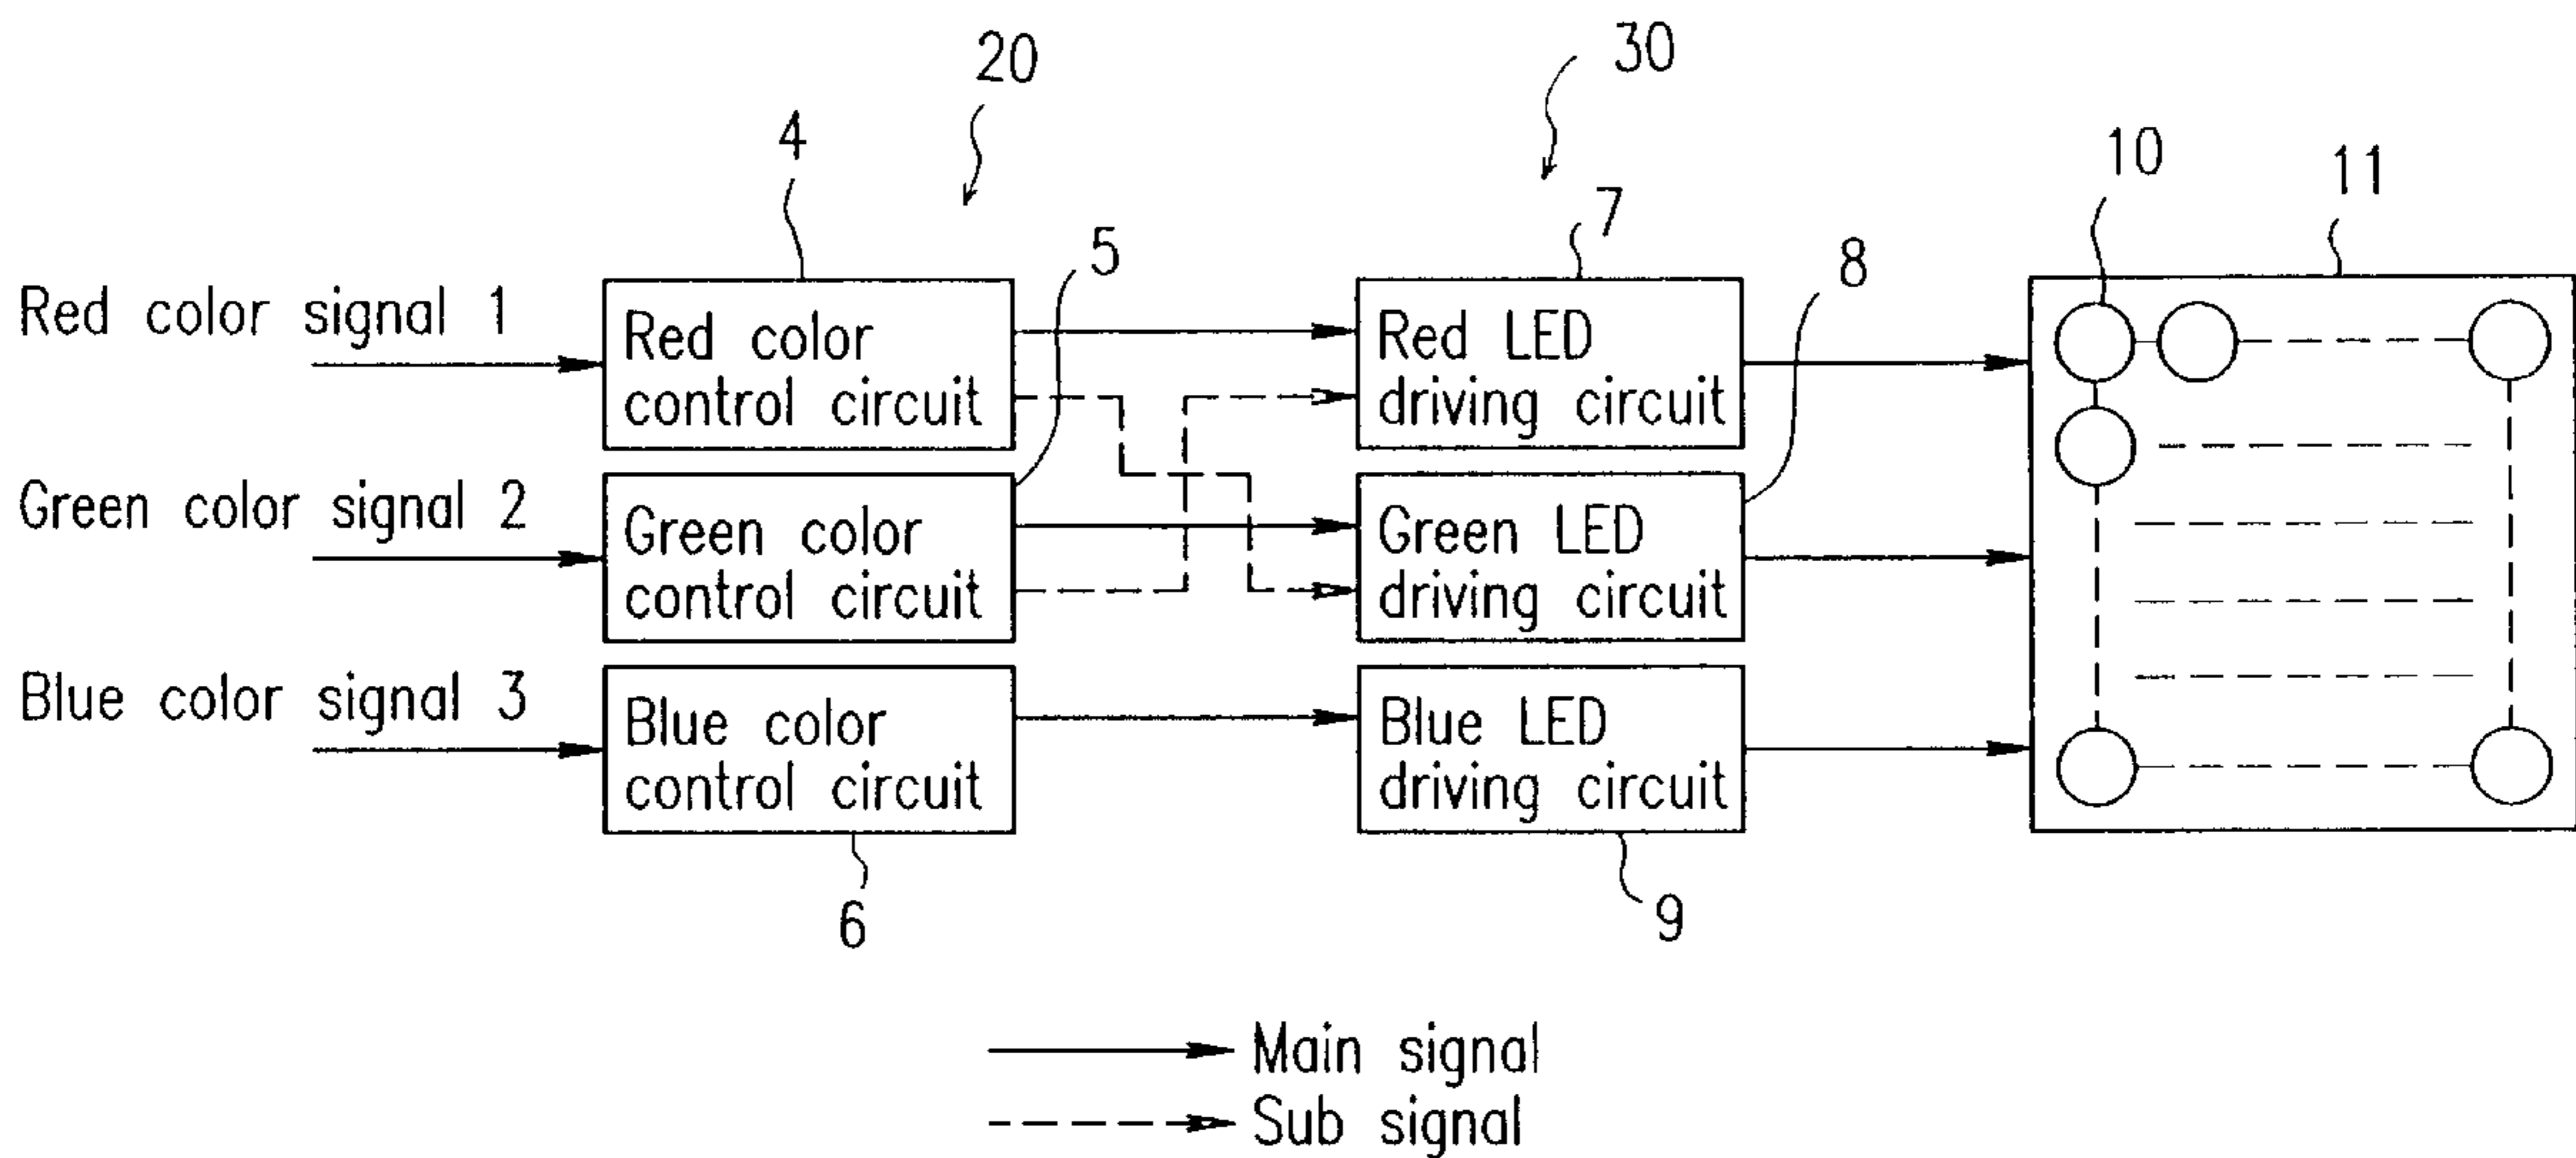 20
30
4
10
11
7
5
8
Red color signal 1
Red color
control circuit
Red LED
driving circuit
Green color signal 2
Green color
control circuit
Green LED
driving circuit
Blue color signal 3
Blue color
control circuit
Blue LED
driving circuit
6
9
Main signal
Sub signal